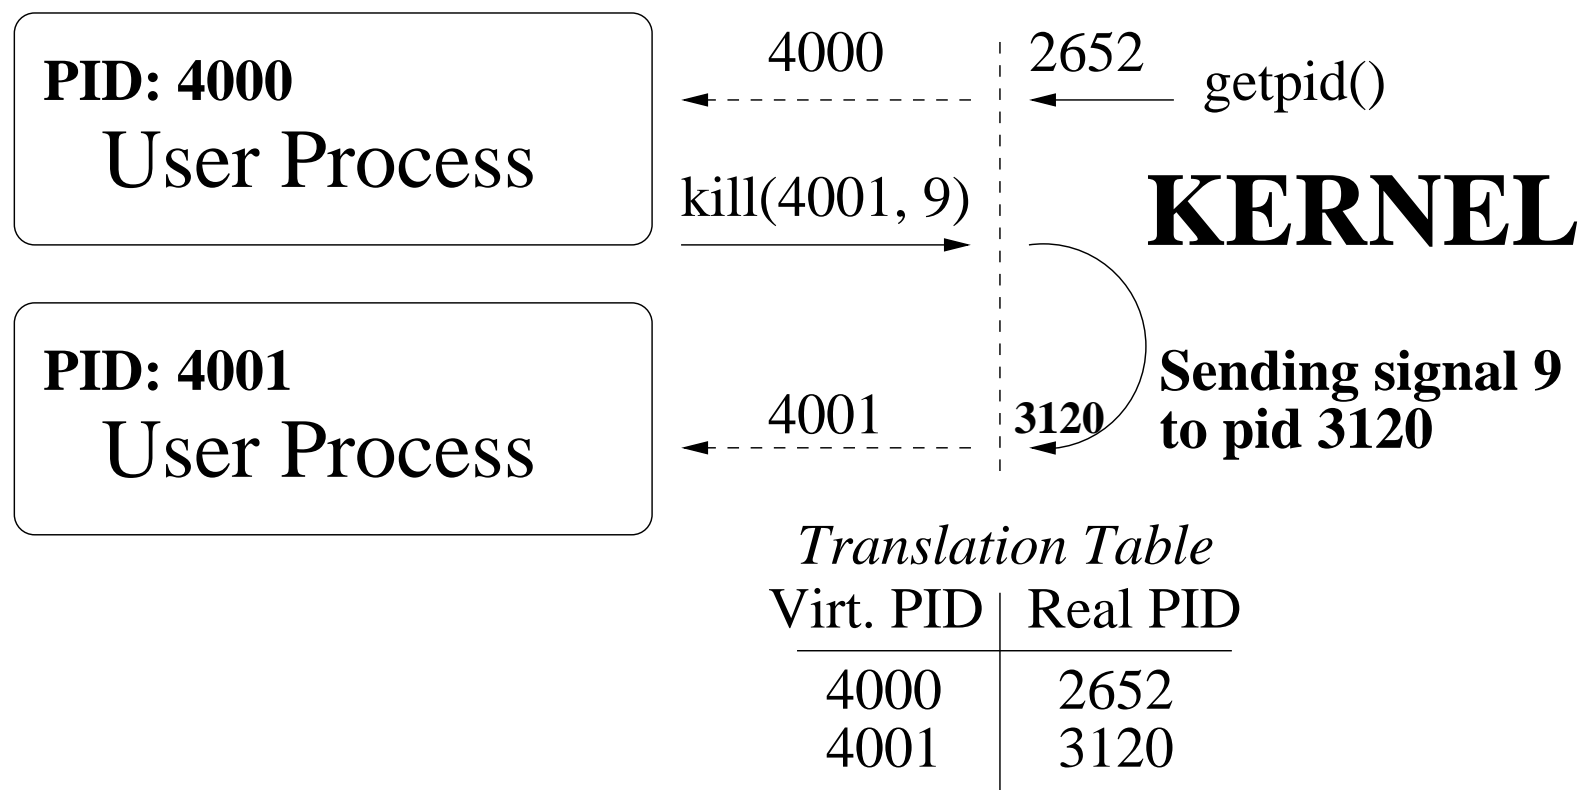 PID: 4000
User Process
4000
2652
getpid()
kill(4001, 9)
KERNEL
PID: 4001
User Process
4001
3120
Sending signal 9
to pid 3120
Translation Table
Virt. PID
Real PID
4000
2652
4001
3120